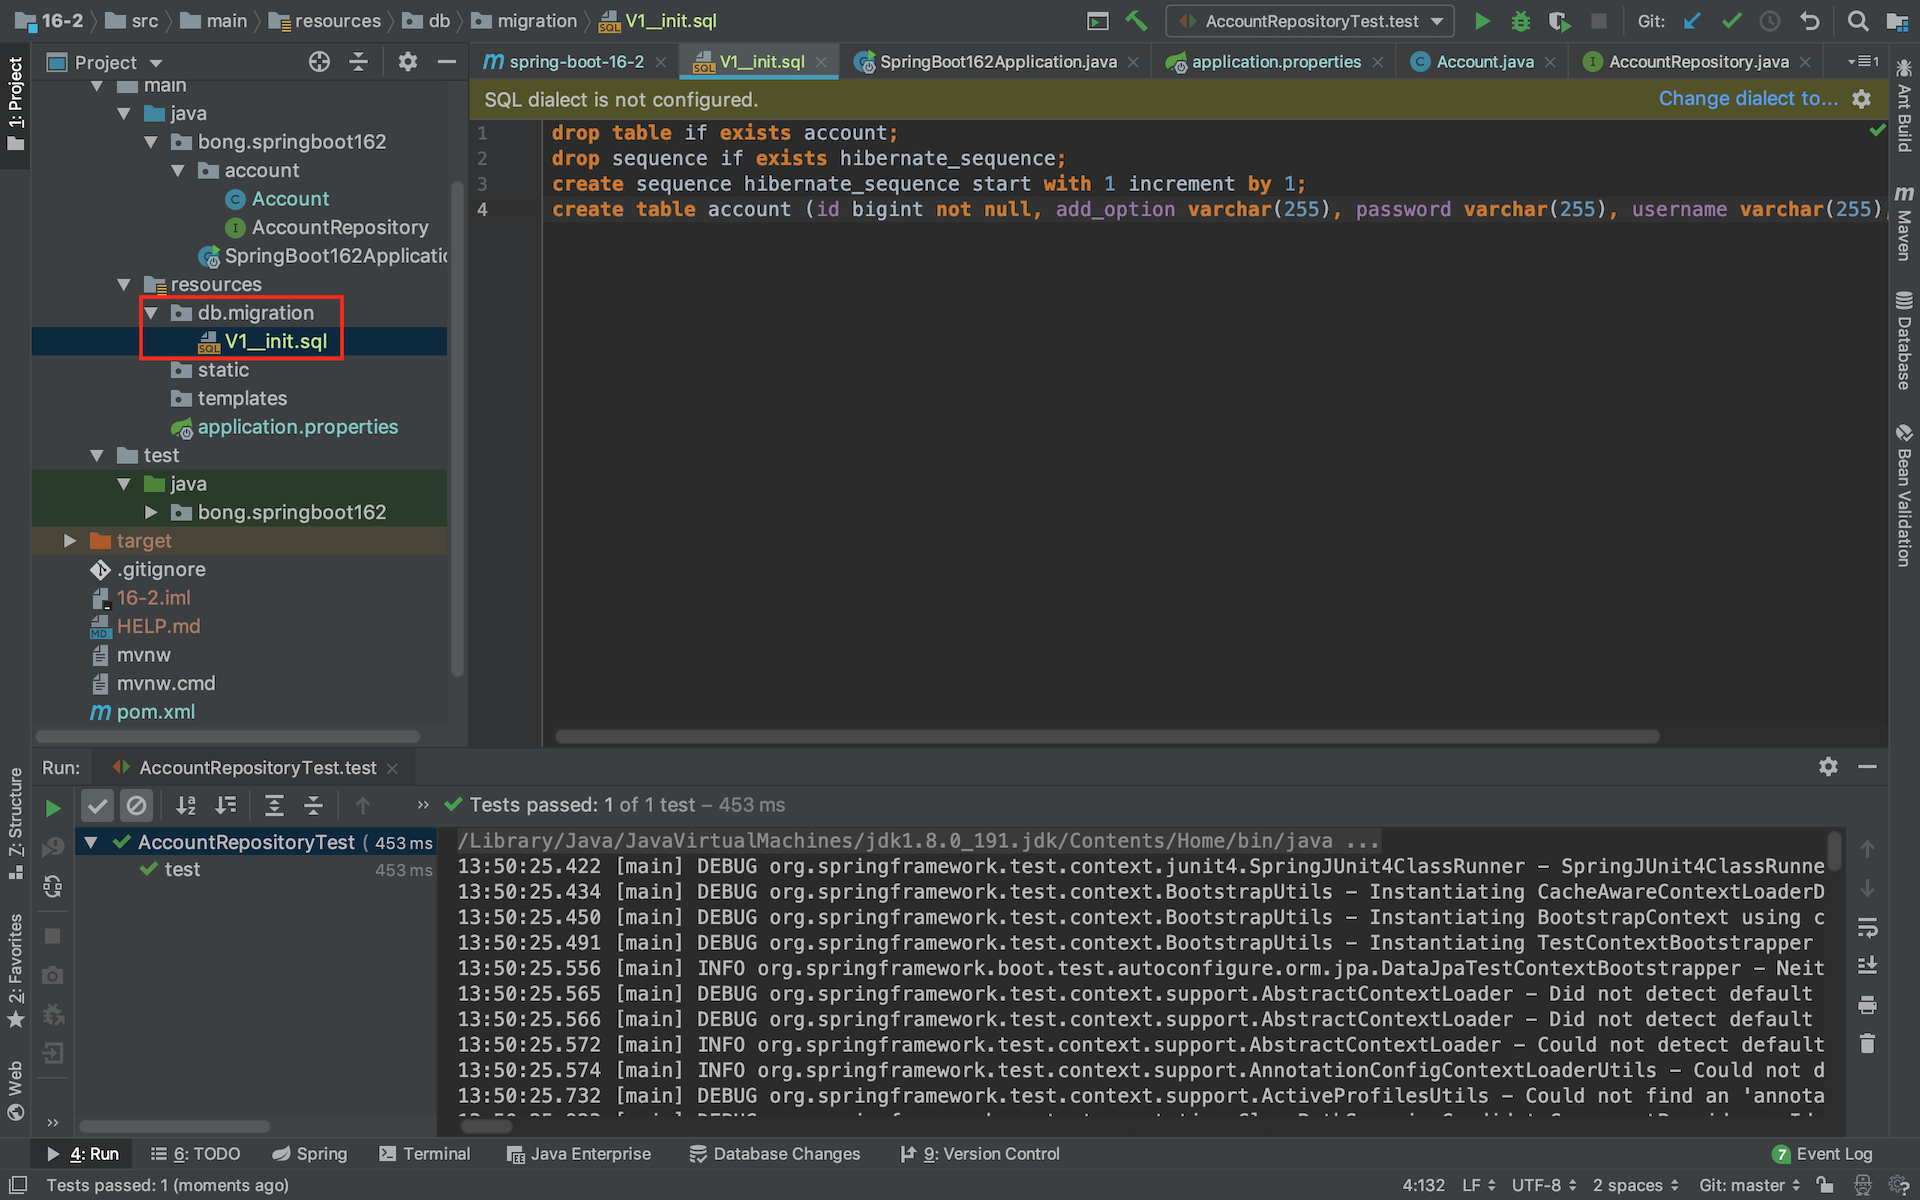 16-2 src main resources db migration V1__init.sql AccountRepositoryTest.test Git:
Project
spring-boot-16-2 V1__init.sql SpringBoot162Application.java application.properties Account.java AccountRepository.java 1
SQL dialect is not configured. Change dialect to...
1 drop table if exists account;
2 drop sequence if exists hibernate_sequence;
3 create sequence hibernate_sequence start with 1 increment by 1;
4 create table account (id bigint not null, add_option varchar(255), password varchar(255), username varchar(255),
1: Project
main
java
bong.springboot162
account
Account
AccountRepository
SpringBoot162Applicatio
resources
db.migration
V1__init.sql
static
templates
application.properties
test
java
bong.springboot162
target
.gitignore
16-2.iml
HELP.md
mvnw
mvnw.cmd
pom.xml
Ant Build
Maven
Database
Bean Validation
Run: AccountRepositoryTest.test
Tests passed: 1 of 1 test – 453 ms
AccountRepositoryTest ( 453 ms
test 453 ms
/Library/Java/JavaVirtualMachines/jdk1.8.0_191.jdk/Contents/Home/bin/java ...
13:50:25.422 [main] DEBUG org.springframework.test.context.junit4.SpringJUnit4ClassRunner – SpringJUnit4ClassRunne
13:50:25.434 [main] DEBUG org.springframework.test.context.BootstrapUtils – Instantiating CacheAwareContextLoaderD
13:50:25.450 [main] DEBUG org.springframework.test.context.BootstrapUtils – Instantiating BootstrapContext using c
13:50:25.491 [main] DEBUG org.springframework.test.context.BootstrapUtils – Instantiating TestContextBootstrapper
13:50:25.556 [main] INFO org.springframework.boot.test.autoconfigure.orm.jpa.DataJpaTestContextBootstrapper – Neit
13:50:25.565 [main] DEBUG org.springframework.test.context.support.AbstractContextLoader – Did not detect default
13:50:25.566 [main] DEBUG org.springframework.test.context.support.AbstractContextLoader – Did not detect default
13:50:25.572 [main] INFO org.springframework.test.context.support.AbstractContextLoader – Could not detect default
13:50:25.574 [main] INFO org.springframework.test.context.support.AnnotationConfigContextLoaderUtils – Could not d
13:50:25.732 [main] DEBUG org.springframework.test.context.support.ActiveProfilesUtils – Could not find an 'annota
Z: Structure
2: Favorites
Web
4: Run 6: TODO Spring Terminal Java Enterprise Database Changes 9: Version Control 7 Event Log
Tests passed: 1 (moments ago) 4:132 LF UTF-8 2 spaces Git: master